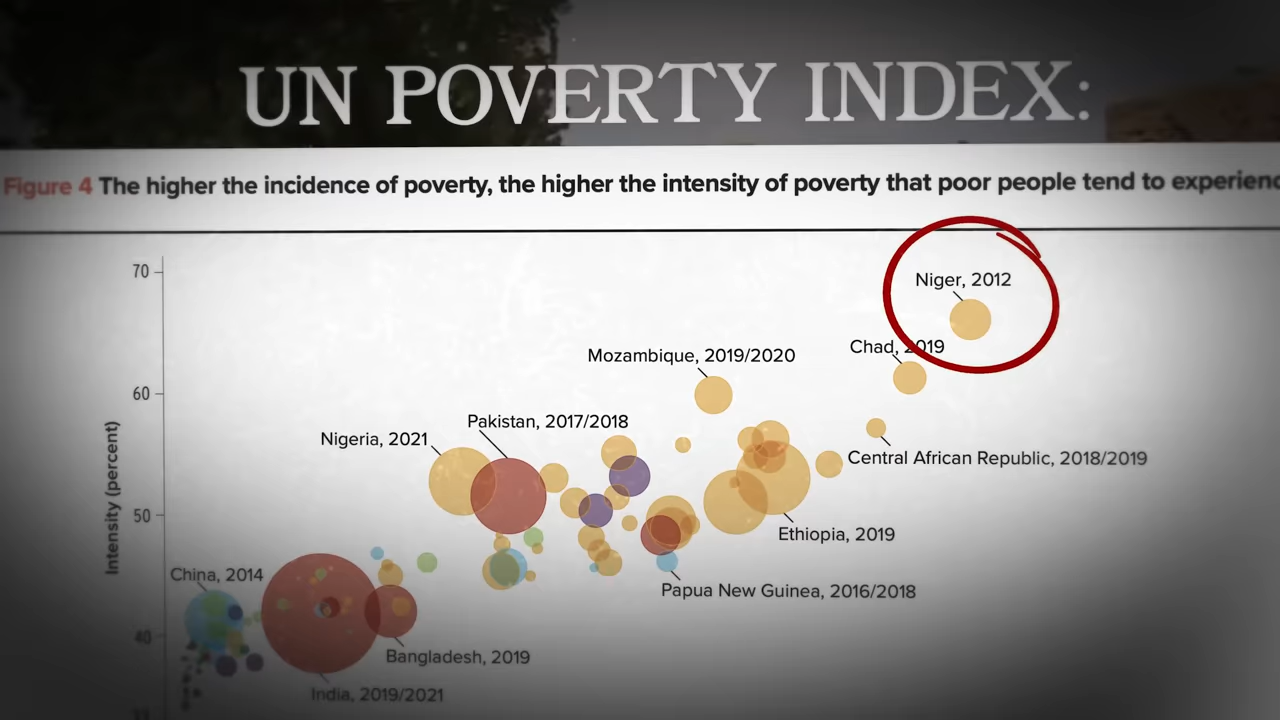 UN POVERTY INDEX:
Figure 4 The higher the incidence of poverty, the higher the intensity of poverty that poor people tend to
70
Niger, 2012
Chad, 2019
Mozambique, 2019/2020
60
Pakistan, 2017/2018
Nigeria, 2021
Central African Republic, 2018/2019
Intensity (percent)
50
Ethiopia, 2019
China, 2014
Papua New Guinea, 2016/2018
40
Bangladesh, 2019
India, 2019/2021